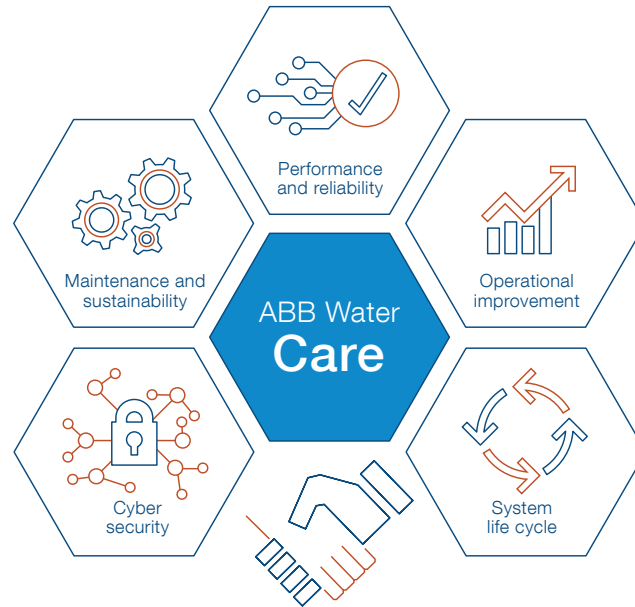 Performance
and reliability
Maintenance and
sustainability
Operational
improvement
ABB Water
Care
Cyber
security
System
life cycle